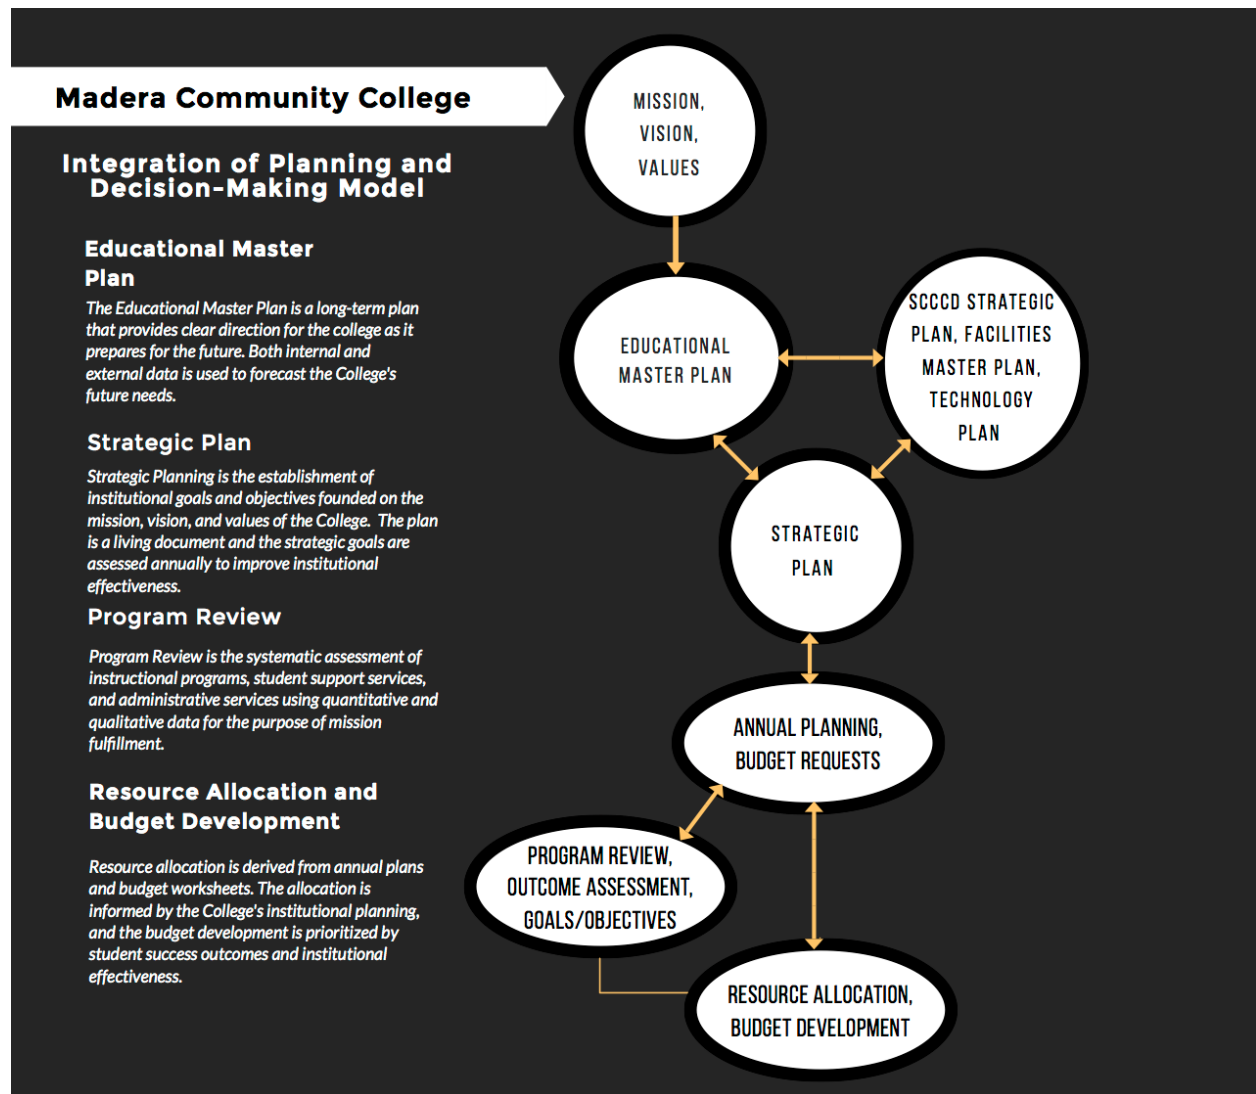 Madera Community College
Integration of Planning and
Decision-Making Model
Educational Master
Plan
The Educational Master Plan is a long-term plan
that provides clear direction for the college as it
prepares for the future. Both internal and
external data is used to forecast the College's
future needs.
Strategic Plan
Strategic Planning is the establishment of
institutional goals and objectives founded on the
mission, vision, and values of the College. The plan
is a living document and the strategic goals are
assessed annually to improve institutional
effectiveness.
Program Review
Program Review is the systematic assessment of
instructional programs, student support services,
and administrative services using quantitative and
qualitative data for the purpose of mission
fulfillment.
Resource Allocation and
Budget Development
Resource allocation is derived from annual plans
and budget worksheets. The allocation is
informed by the College's institutional planning,
and the budget development is prioritized by
student success outcomes and institutional
effectiveness.
MISSION,
VISION,
VALUES
EDUCATIONAL
MASTER PLAN
SCCCD STRATEGIC
PLAN, FACILITIES
MASTER PLAN,
TECHNOLOGY
PLAN
STRATEGIC
PLAN
ANNUAL PLANNING,
BUDGET REQUESTS
PROGRAM REVIEW,
OUTCOME ASSESSMENT,
GOALS/OBJECTIVES
RESOURCE ALLOCATION,
BUDGET DEVELOPMENT